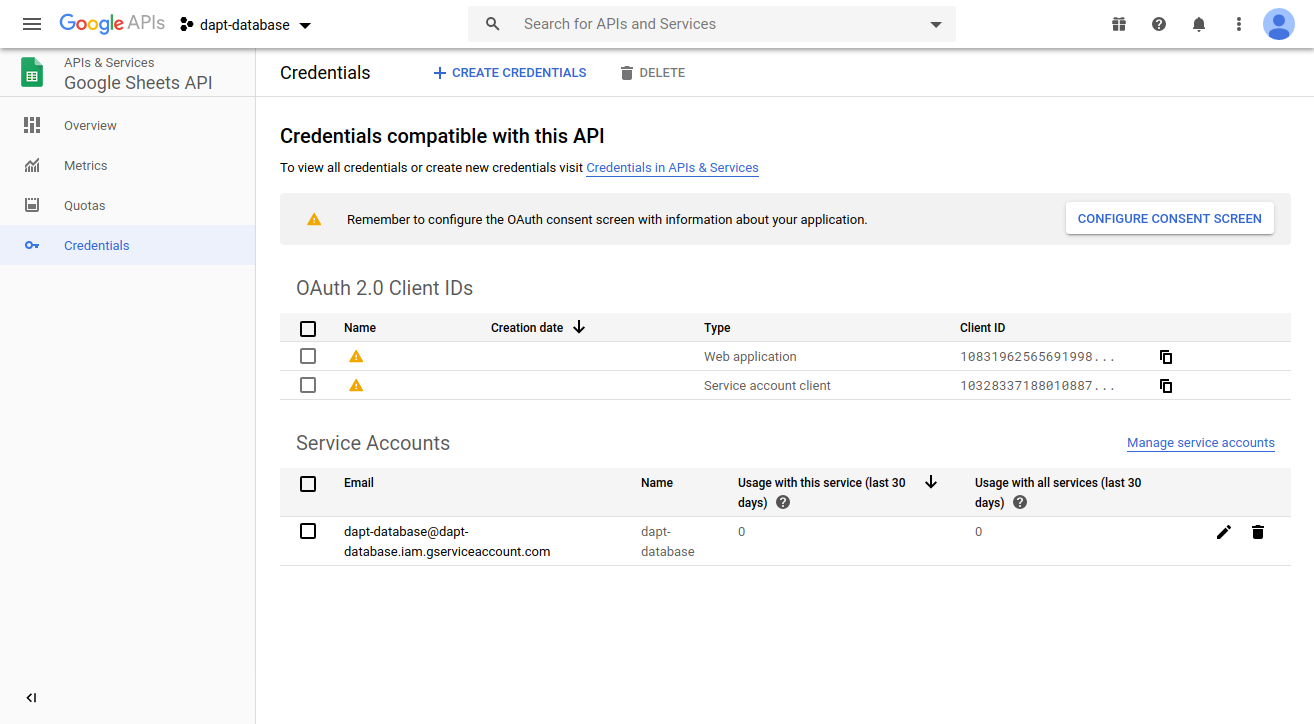 Google APIs
dapt-database
Search for APIs and Services
APIs & Services
Google Sheets API
Overview
Metrics
Quotas
Credentials
Credentials
CREATE CREDENTIALS
DELETE
Credentials compatible with this API
To view all credentials or create new credentials visit Credentials in APIs & Services
Remember to configure the OAuth consent screen with information about your application.
CONFIGURE CONSENT SCREEN
OAuth 2.0 Client IDs
Name Creation date Type Client ID
Web application 10831962565691998...
Service account client 10328337188010887...
Service Accounts
Manage service accounts
Email Name Usage with this service (last 30 days) Usage with all services (last 30 days)
dapt-database@dapt-
database.iam.gserviceaccount.com
dapt-
database
0
0